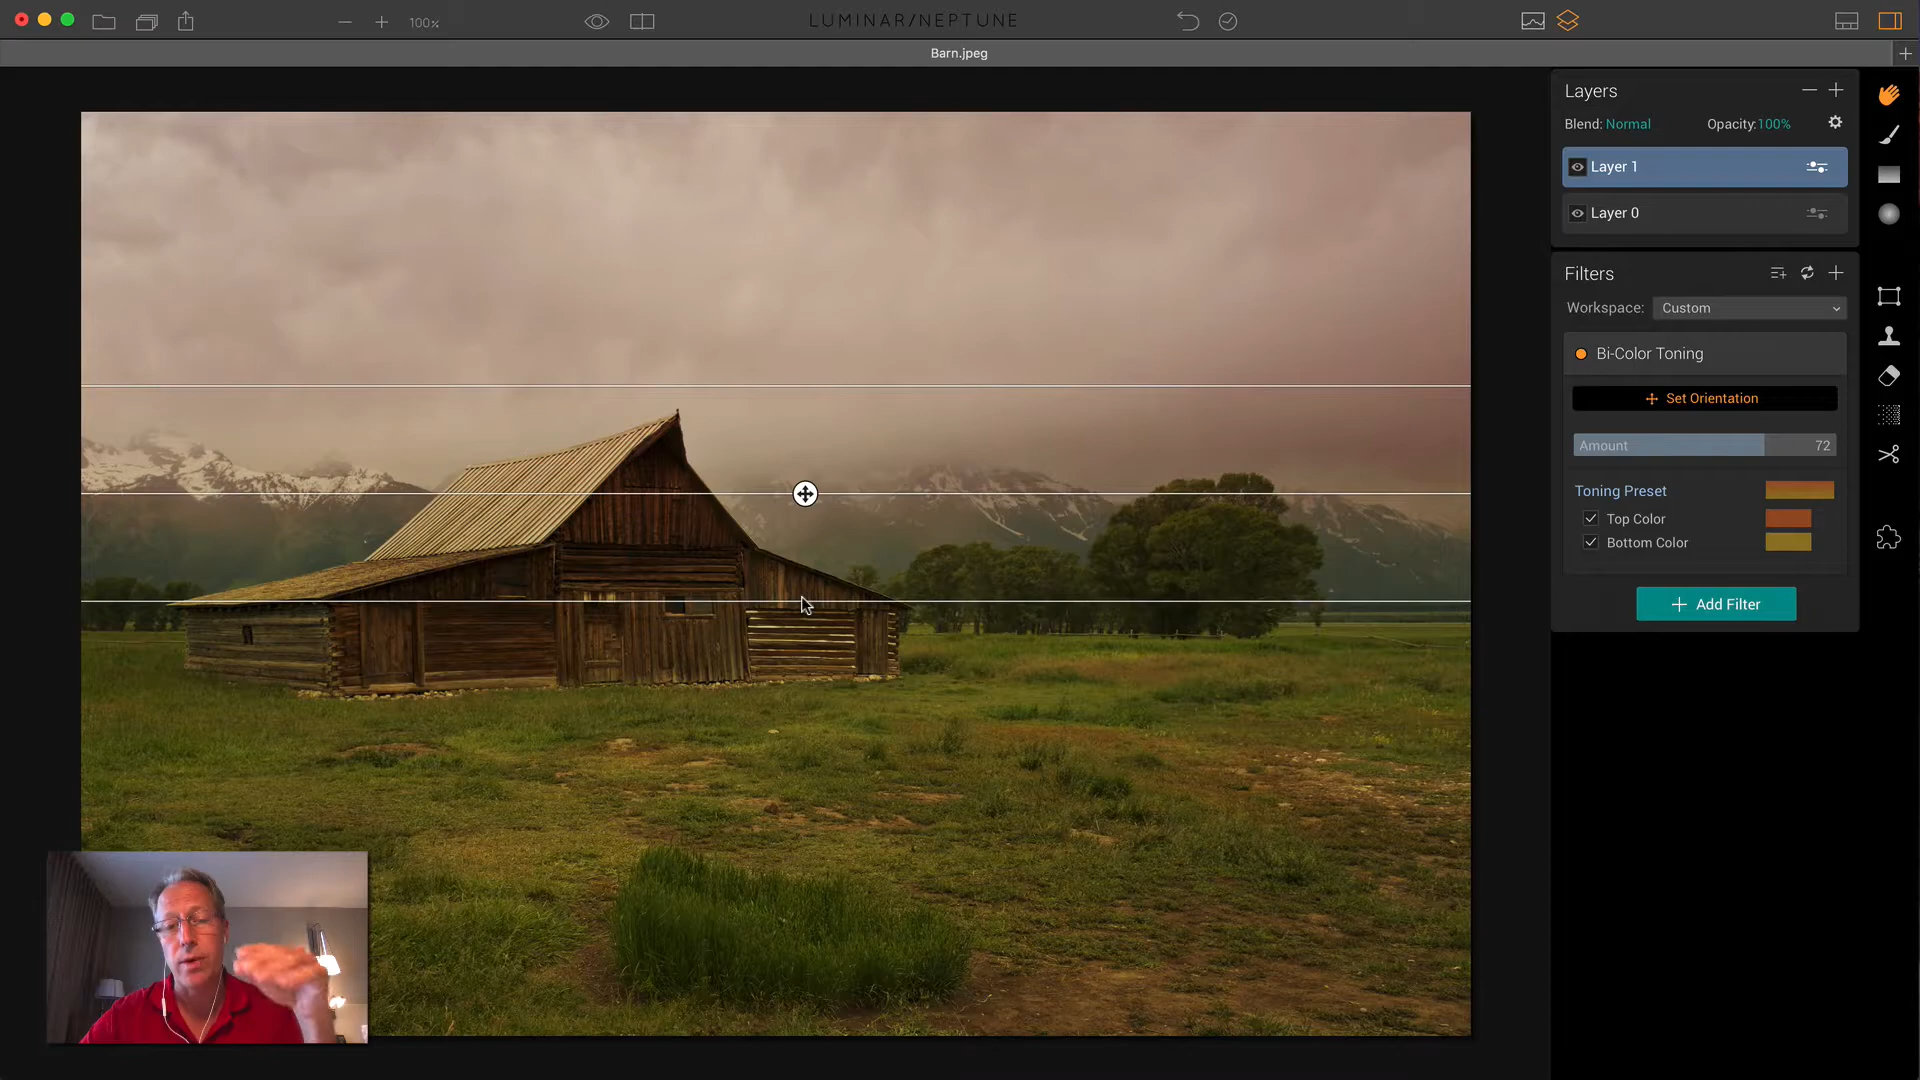 100%
LUMINAR/NEPTUNE
Barn.jpeg
Layers
Blend: Normal
Opacity:100%
Layer 1
Layer 0
Filters
Workspace: Custom
Bi-Color Toning
Set Orientation
Amount 72
Toning Preset
Top Color
Bottom Color
Add Filter